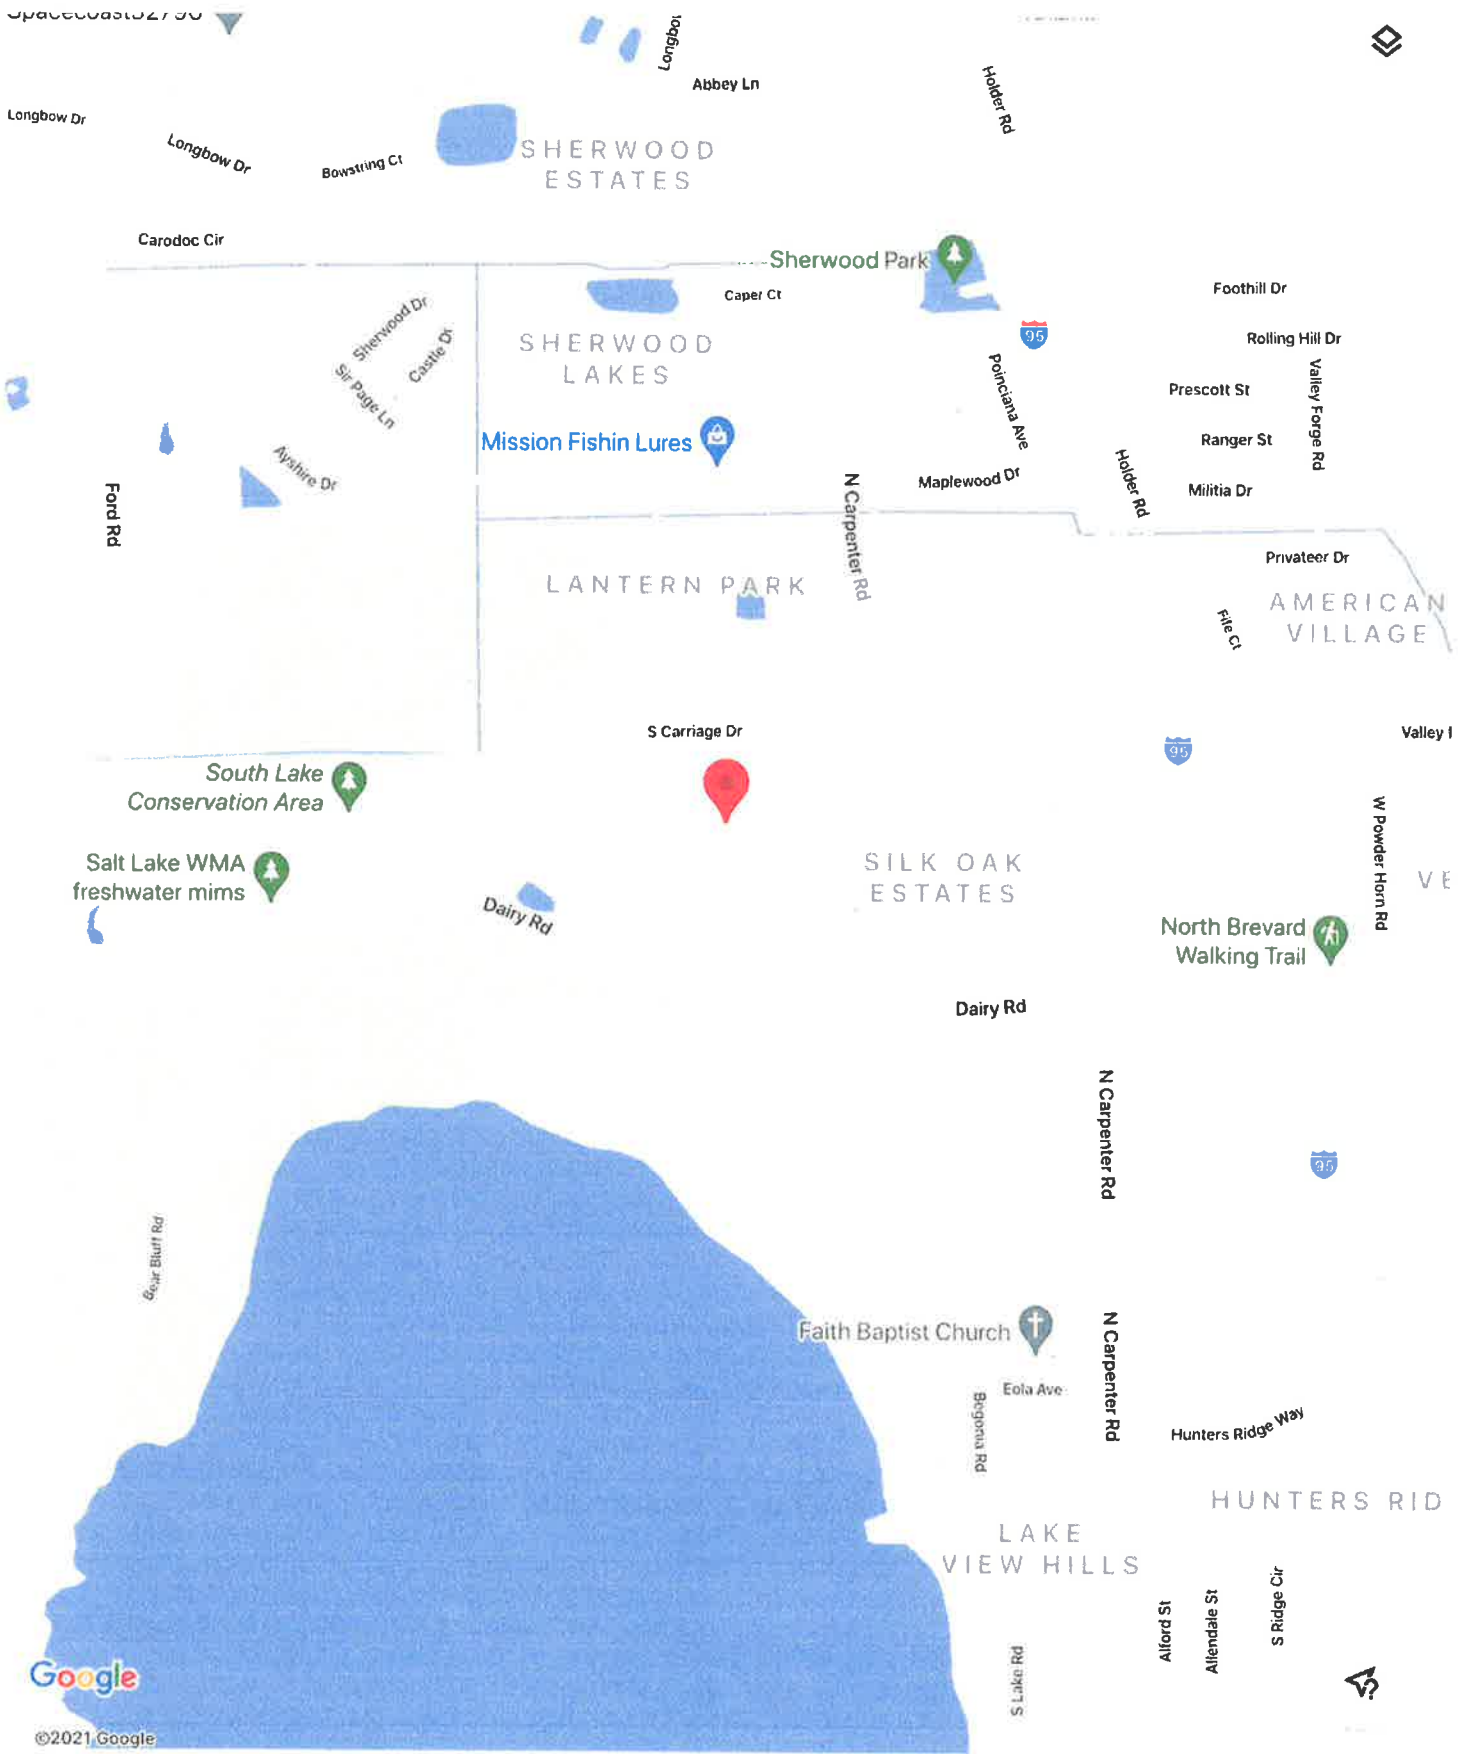 Spacecoast32796
Longbow
Abbey Ln
Holder Rd
Longbow Dr
Longbow Dr
Bowstring Ct
SHERWOOD
ESTATES
Carodoc Cir
Sherwood Park
Caper Ct
Foothill Dr
Sherwood Dr
Castle Dr
Sir Page Ln
SHERWOOD
LAKES
95
Rolling Hill Dr
Poinciana Ave
Prescott St
Valley Forge Rd
Mission Fishin Lures
Ranger St
Ayshire Dr
Ford Rd
N Carpenter Rd
Maplewood Dr
Holder Rd
Militia Dr
Privateer Dr
LANTERN PARK
AMERICAN
VILLAGE
Fife Ct
S Carriage Dr
95
Valley
South Lake
Conservation Area
W Powder Horn Rd
Salt Lake WMA
freshwater mims
SILK OAK
ESTATES
VE
Dairy Rd
North Brevard
Walking Trail
Dairy Rd
N Carpenter Rd
95
Bear Bluff Rd
Faith Baptist Church
N Carpenter Rd
Eola Ave
Begonia Rd
Hunters Ridge Way
HUNTERS RID
LAKE
VIEW HILLS
Alford St
Allendale St
S Ridge Cir
S Lake Rd
Google
©2021 Google